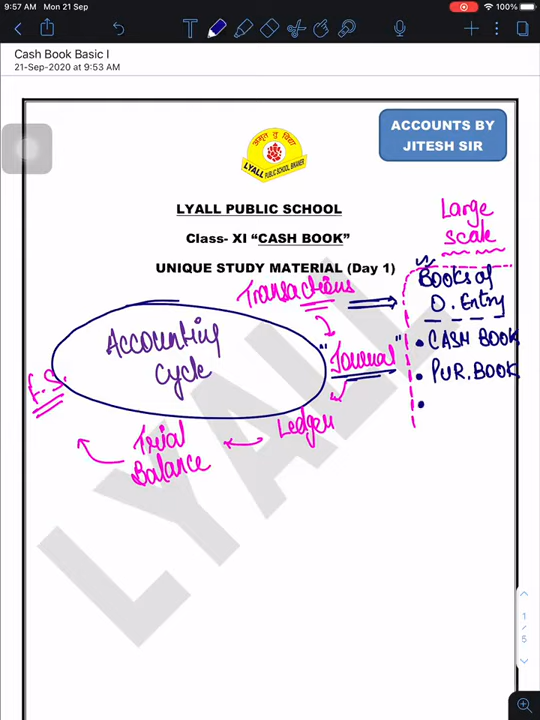 9:57 AM Mon 21 Sep
100%
Cash Book Basic I
21-Sep-2020 at 9:53 AM
ACCOUNTS BY
JITESH SIR
LYALL PUBLIC SCHOOL
LYALL PUBLIC SCHOOL
Class- XI “CASH BOOK”
UNIQUE STUDY MATERIAL (Day 1)
Large
scale
Transactions
Books of
O. Entry
Accounting
cycle
"Journal"
• CASH BOOK
• PUR. BOOK
•
F.S.
Ledger
Trial
Balance
LYALL
1
/
5